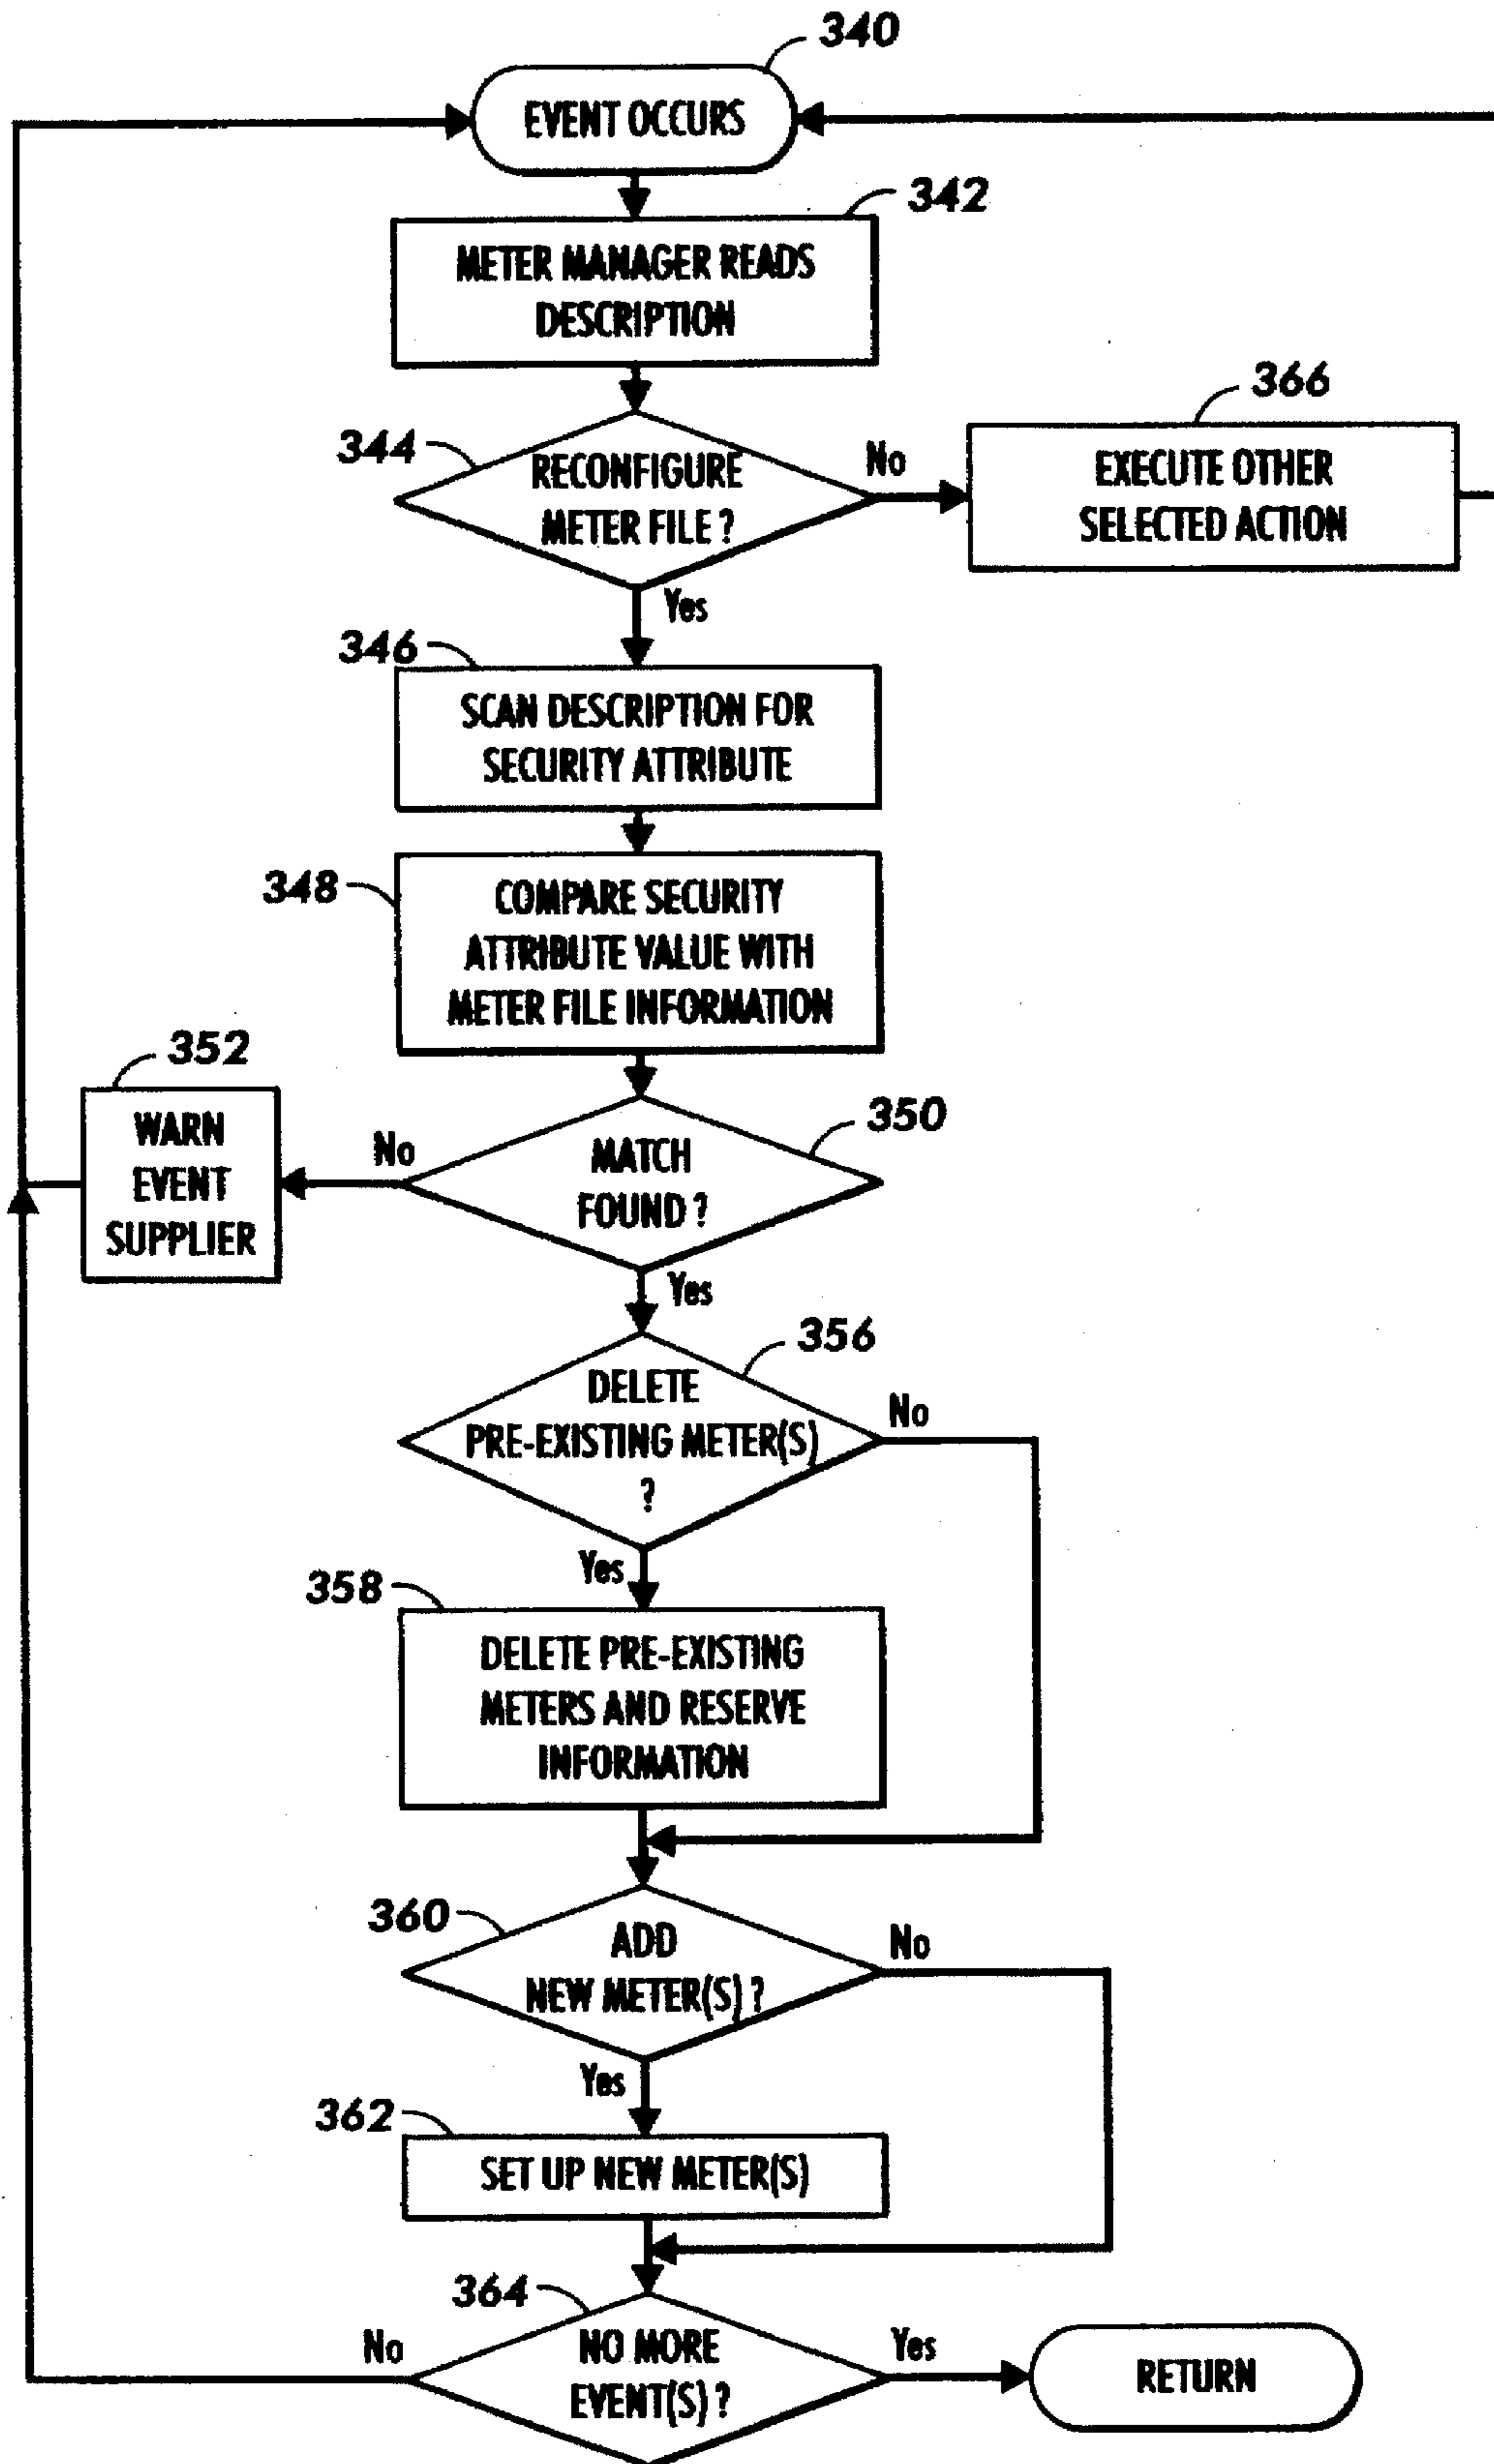 340
EVENT OCCURS
342
METER MANAGER READS
DESCRIPTION
366
344
RECONFIGURE
METER FILE ?
No
EXECUTE OTHER
SELECTED ACTION
Yes
346
SCAN DESCRIPTION FOR
SECURITY ATTRIBUTE
348
COMPARE SECURITY
ATTRIBUTE VALUE WITH
METER FILE INFORMATION
352
WARN
EVENT
SUPPLIER
No
350
MATCH
FOUND ?
Yes
356
DELETE
PRE-EXISTING METER(S)
?
No
Yes
358
DELETE PRE-EXISTING
METERS AND RESERVE
INFORMATION
360
ADD
NEW METER(S) ?
No
Yes
362
SET UP NEW METER(S)
364
No
NO MORE
EVENT(S) ?
Yes
RETURN